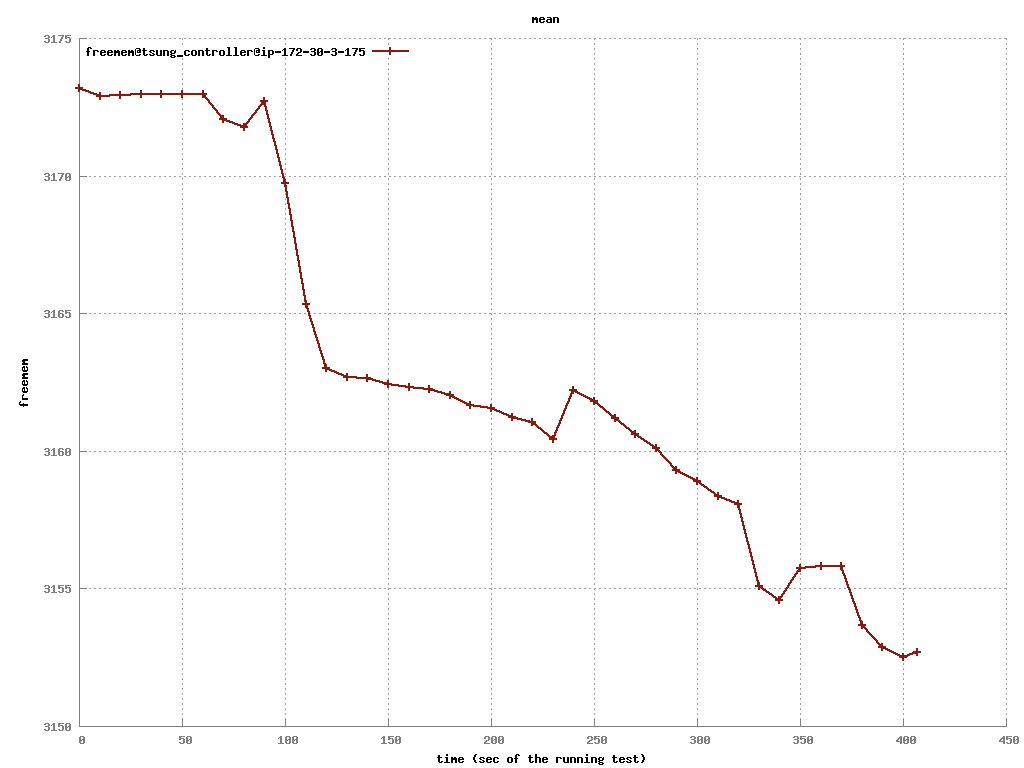 mean
3175
freemem@tsung_controller@ip-172-30-3-175
3170
3165
freemem
3160
3155
3150
0 50 100 150 200 250 300 350 400 450
time (sec of the running test)